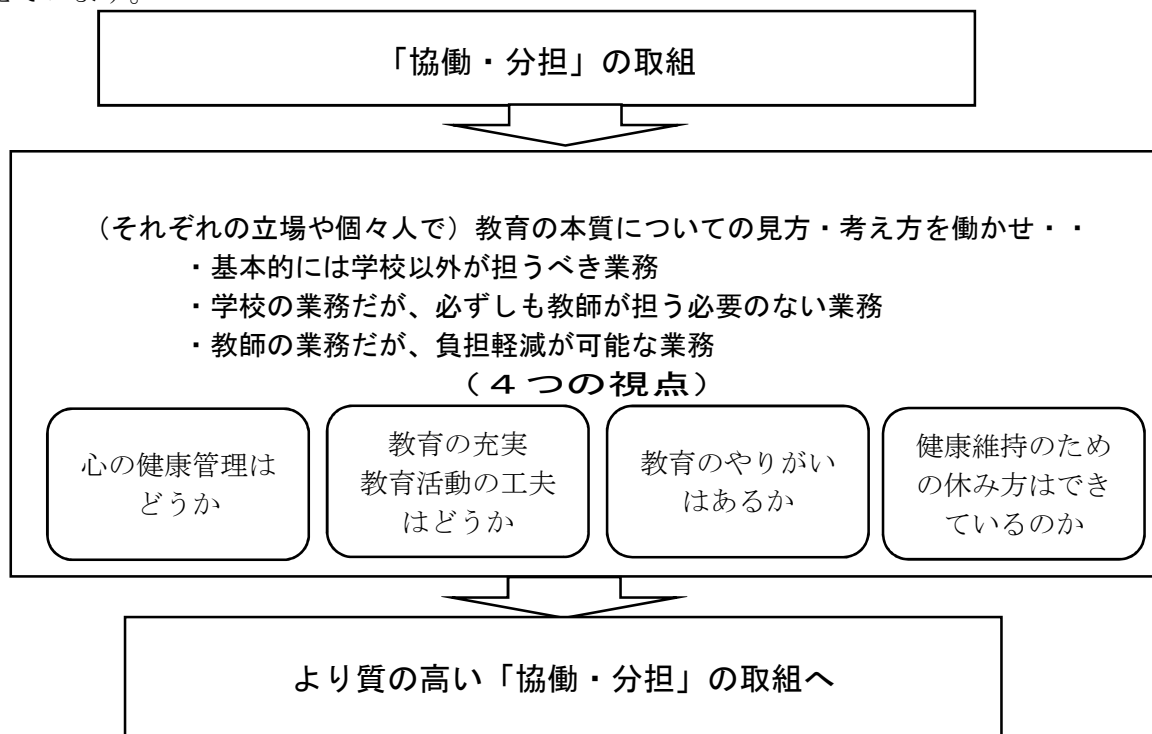 「協働・分担」の取組
（それぞれの立場や個々人で）教育の本質についての見方・考え方を働かせ・・
・基本的には学校以外が担うべき業務
・学校の業務だが、必ずしも教師が担う必要のない業務
・教師の業務だが、負担軽減が可能な業務
（４つの視点）
心の健康管理は
どうか
教育の充実
教育活動の工夫
はどうか
教育のやりがい
はあるか
健康維持のため
の休み方はでき
ているのか
より質の高い「協働・分担」の取組へ